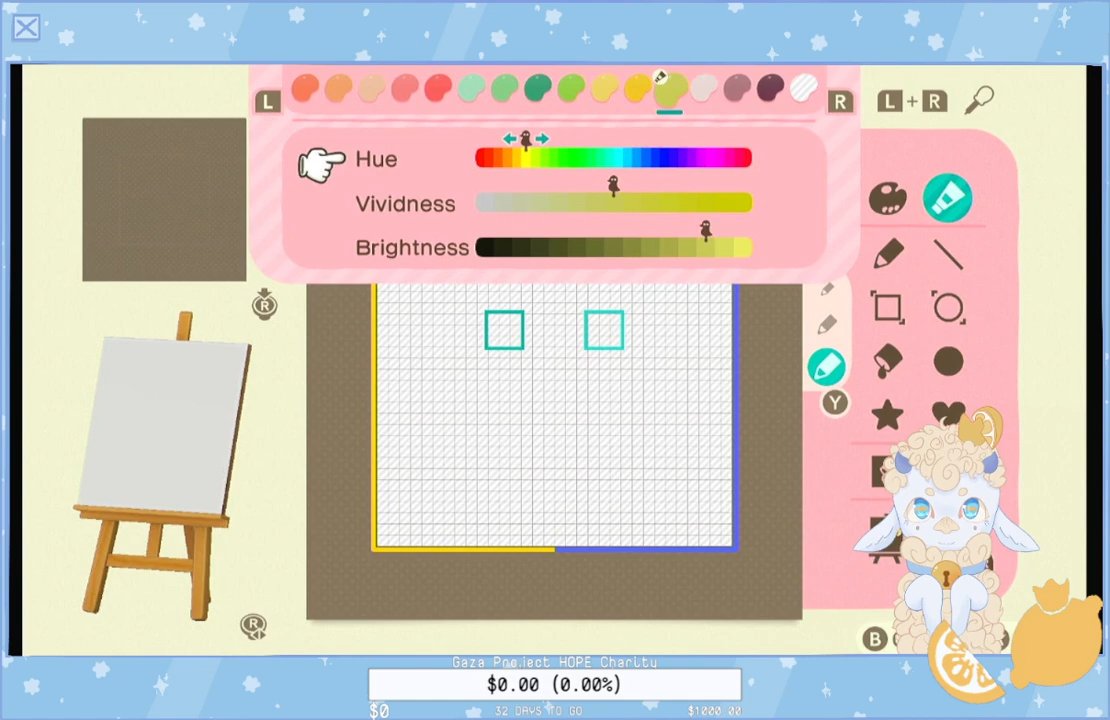 L
R
L + R
Hue
Vividness
Brightness
R
Y
R
B
Gaza Project HOPE Charity
$0.00 (0.00%)
$0
32 DAYS TO GO
$1000.00